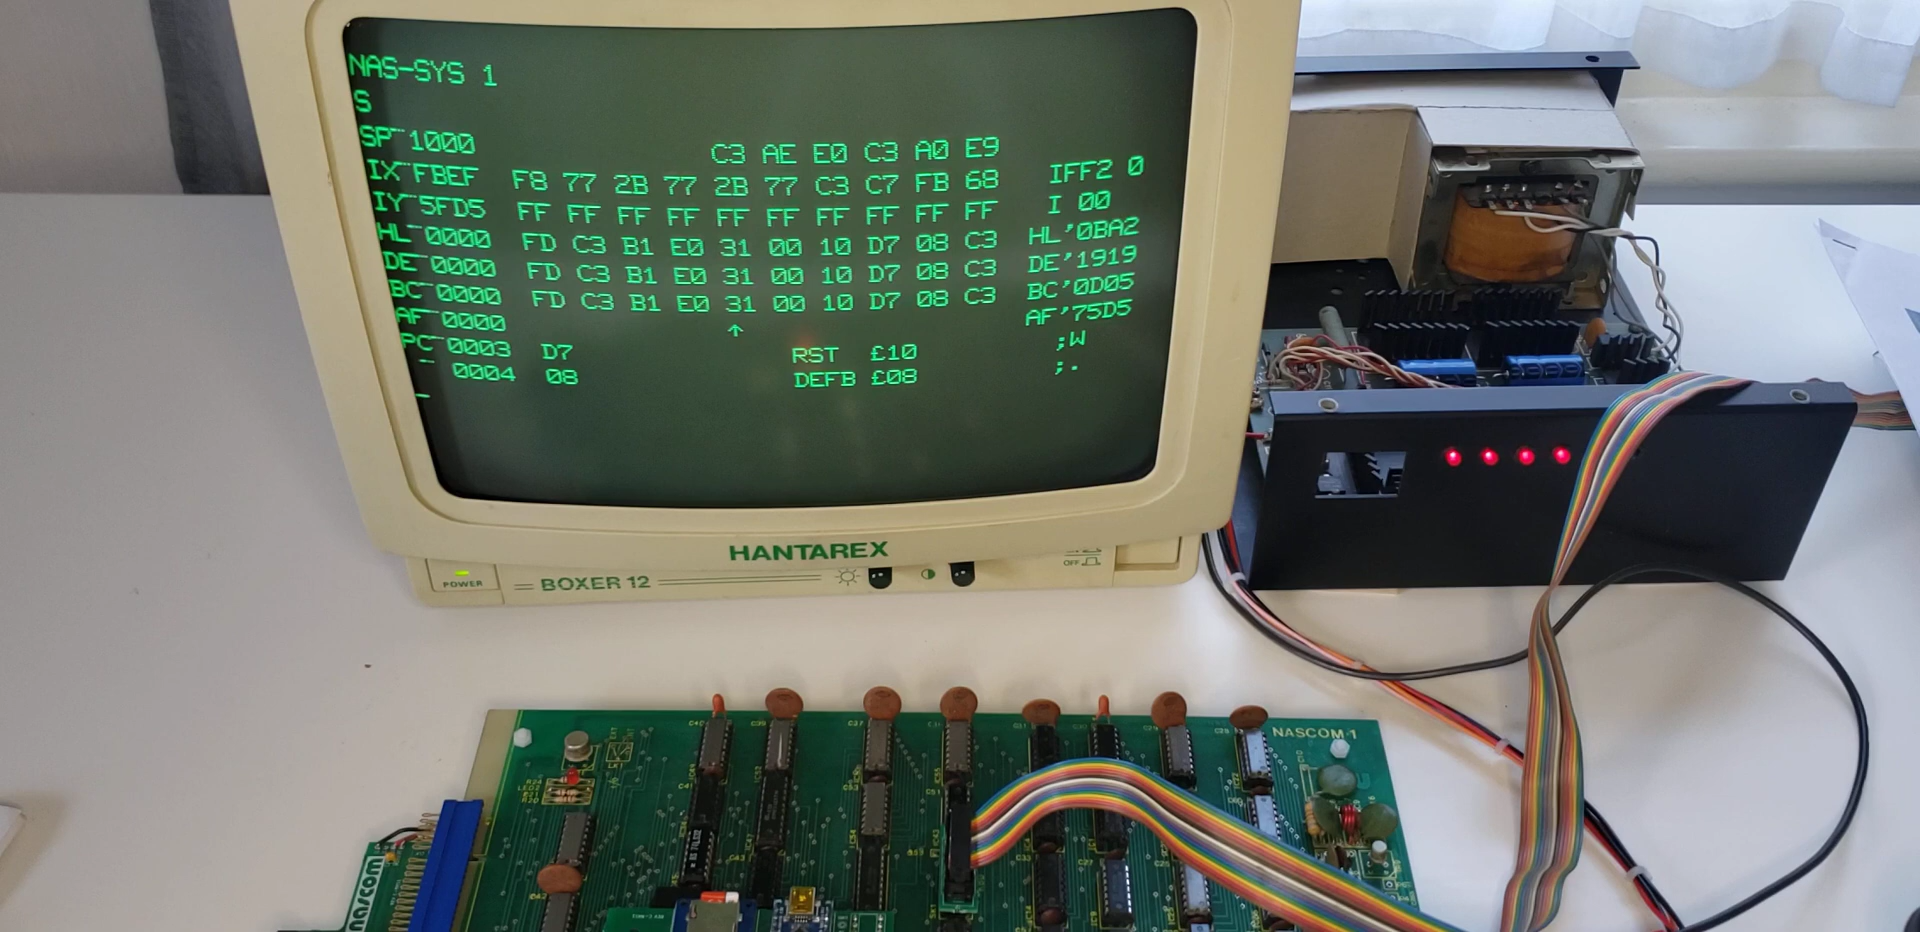 NAS-SYS 1
S
SP 1000 C3 AE E0 C3 A0 E9
IX FBEF F8 77 2B 77 2B 77 C3 C7 FB 68 IFF2 0
IY 5FD5 FF FF FF FF FF FF FF FF FF FF I 00
HL 0000 FD C3 B1 E0 31 00 10 D7 08 C3 HL'0BA2
DE 0000 FD C3 B1 E0 31 00 10 D7 08 C3 DE'1919
BC 0000 FD C3 B1 E0 31 00 10 D7 08 C3 BC'0D05
AF 0000 ↑ AF'75D5
PC 0003 D7 RST £10 ;W
0004 08 DEFB £08 ;.
HANTAREX
POWER
BOXER 12
OFF
NASCOM-1
nascom